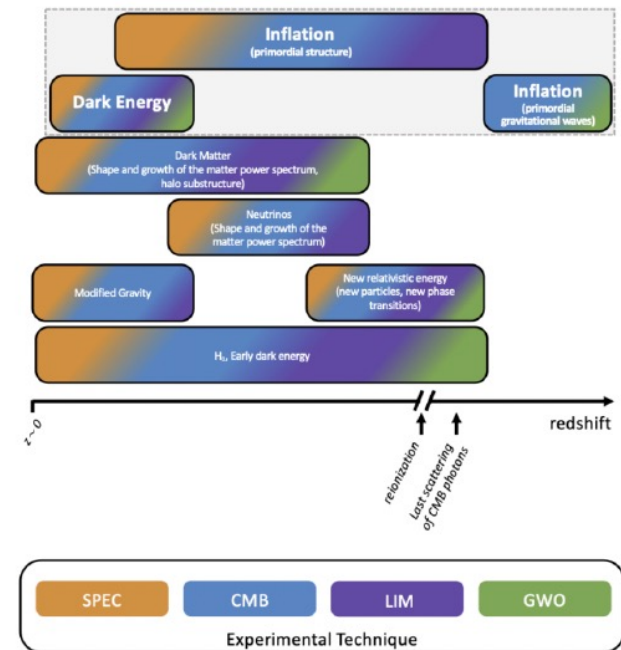 Inflation
(primordial structure)
Dark Energy
Inflation
(primordial
gravitational waves)
Dark Matter
(Shape and growth of the matter power spectrum,
halo substructure)
Neutrinos
(Shape and growth of the
matter power spectrum)
Modified Gravity
New relativistic energy
(new particles, new phase
transitions)
H₀, Early dark energy
z ~ 0
redshift
reionization
Last scattering
of CMB photons
SPEC
CMB
LIM
GWO
Experimental Technique